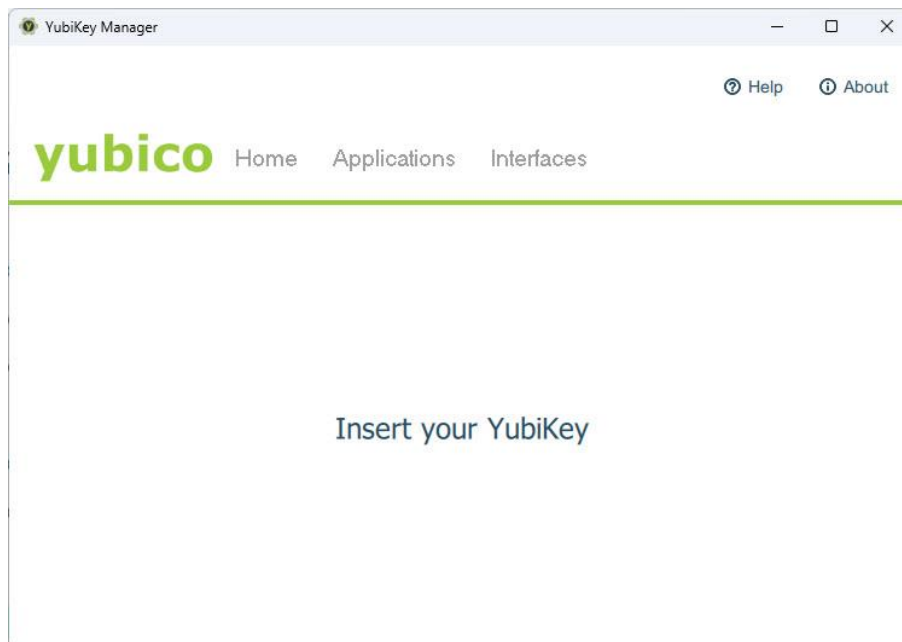 YubiKey Manager
Help About
yubico Home Applications Interfaces
Insert your YubiKey